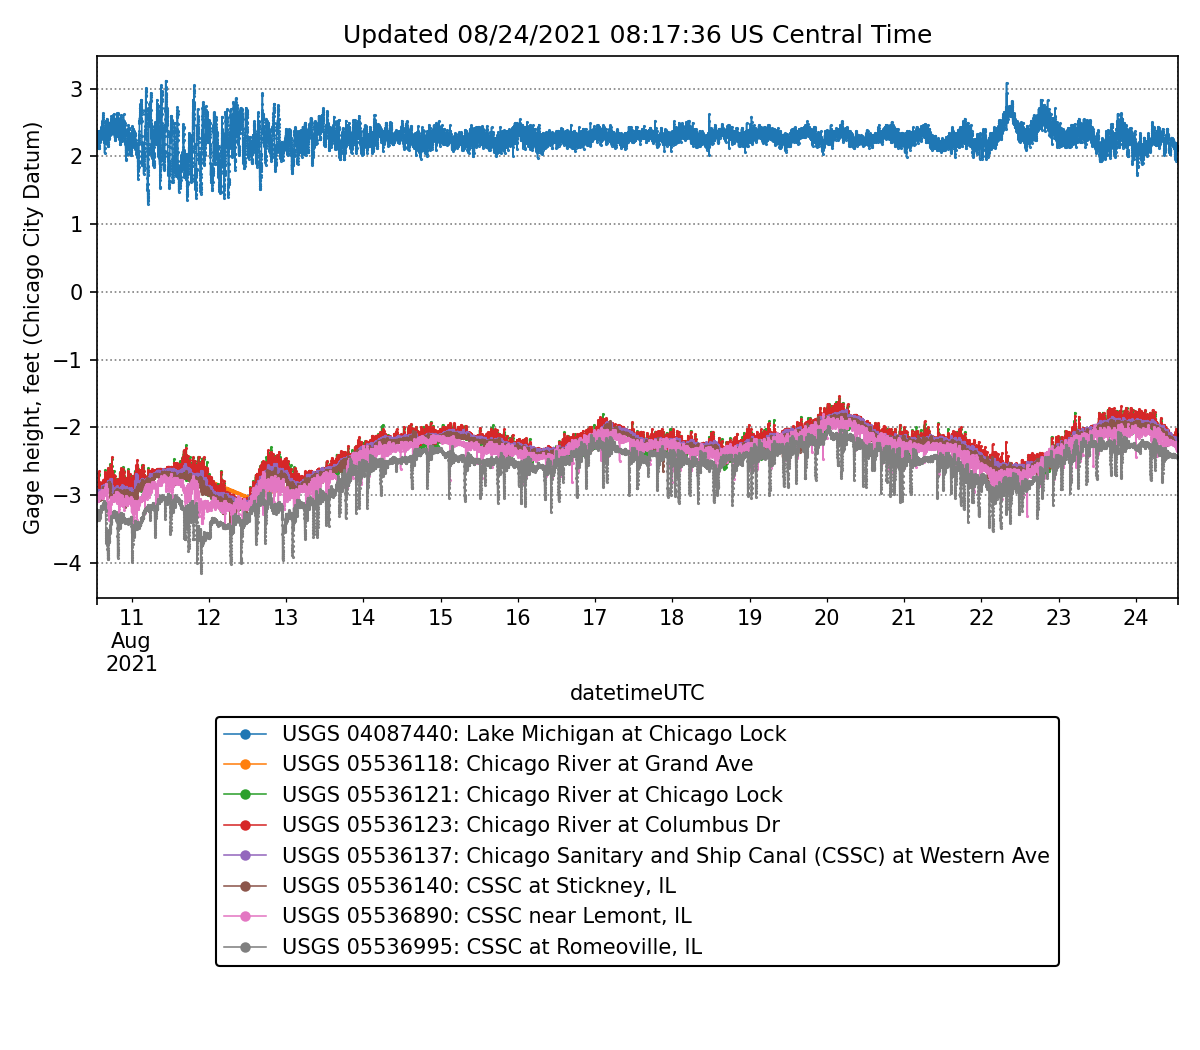 Updated 08/24/2021 08:17:36 US Central Time
Gage height, feet (Chicago City Datum)
3
2
1
0
−1
−2
−3
−4
11 12 13 14 15 16 17 18 19 20 21 22 23 24
Aug
2021
datetimeUTC
USGS 04087440: Lake Michigan at Chicago Lock
USGS 05536118: Chicago River at Grand Ave
USGS 05536121: Chicago River at Chicago Lock
USGS 05536123: Chicago River at Columbus Dr
USGS 05536137: Chicago Sanitary and Ship Canal (CSSC) at Western Ave
USGS 05536140: CSSC at Stickney, IL
USGS 05536890: CSSC near Lemont, IL
USGS 05536995: CSSC at Romeoville, IL